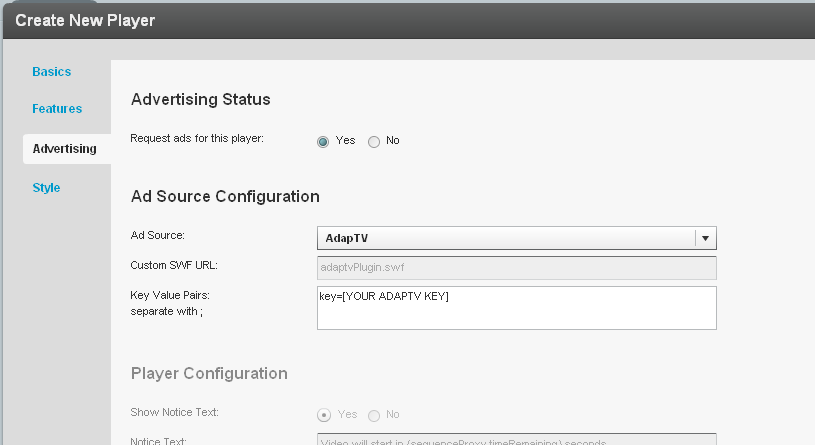 Create New Player
Basics
Features
Advertising
Style
Advertising Status
Request ads for this player: Yes No
Ad Source Configuration
Ad Source: AdapTV
Custom SWF URL: adaptvPlugin.swf
Key Value Pairs: key=[YOUR ADAPTV KEY]
separate with ;
Player Configuration
Show Notice Text: Yes No
Notice Text: Video will start in {sequenceProxy.timeRemaining} seconds